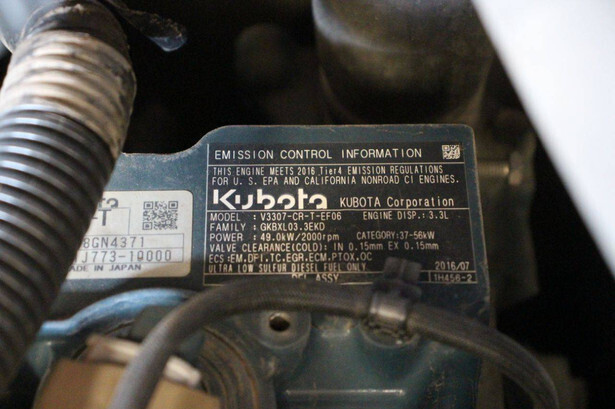 EMISSION CONTROL INFORMATION
THIS ENGINE MEETS 2016 Tier4 EMISSION REGULATIONS
FOR U. S. EPA AND CALIFORNIA NONROAD CI ENGINES.
Kubota KUBOTA Corporation
MODEL : V3307-CR-T-EF06 ENGINE DISP.: 3.3L
FAMILY : GKBXL03.3EKD
POWER : 49.0kW/2000rpm CATEGORY: 37-56kW
VALVE CLEARANCE(COLD): IN 0.15mm EX 0.15mm
ECS:EM.DFI.TC.EGR.ECM.PTOX.OC
ULTRA LOW SULFUR DIESEL FUEL ONLY
2016/07
1H456-2
-T
8GN4371
J773-10000
MADE IN JAPAN